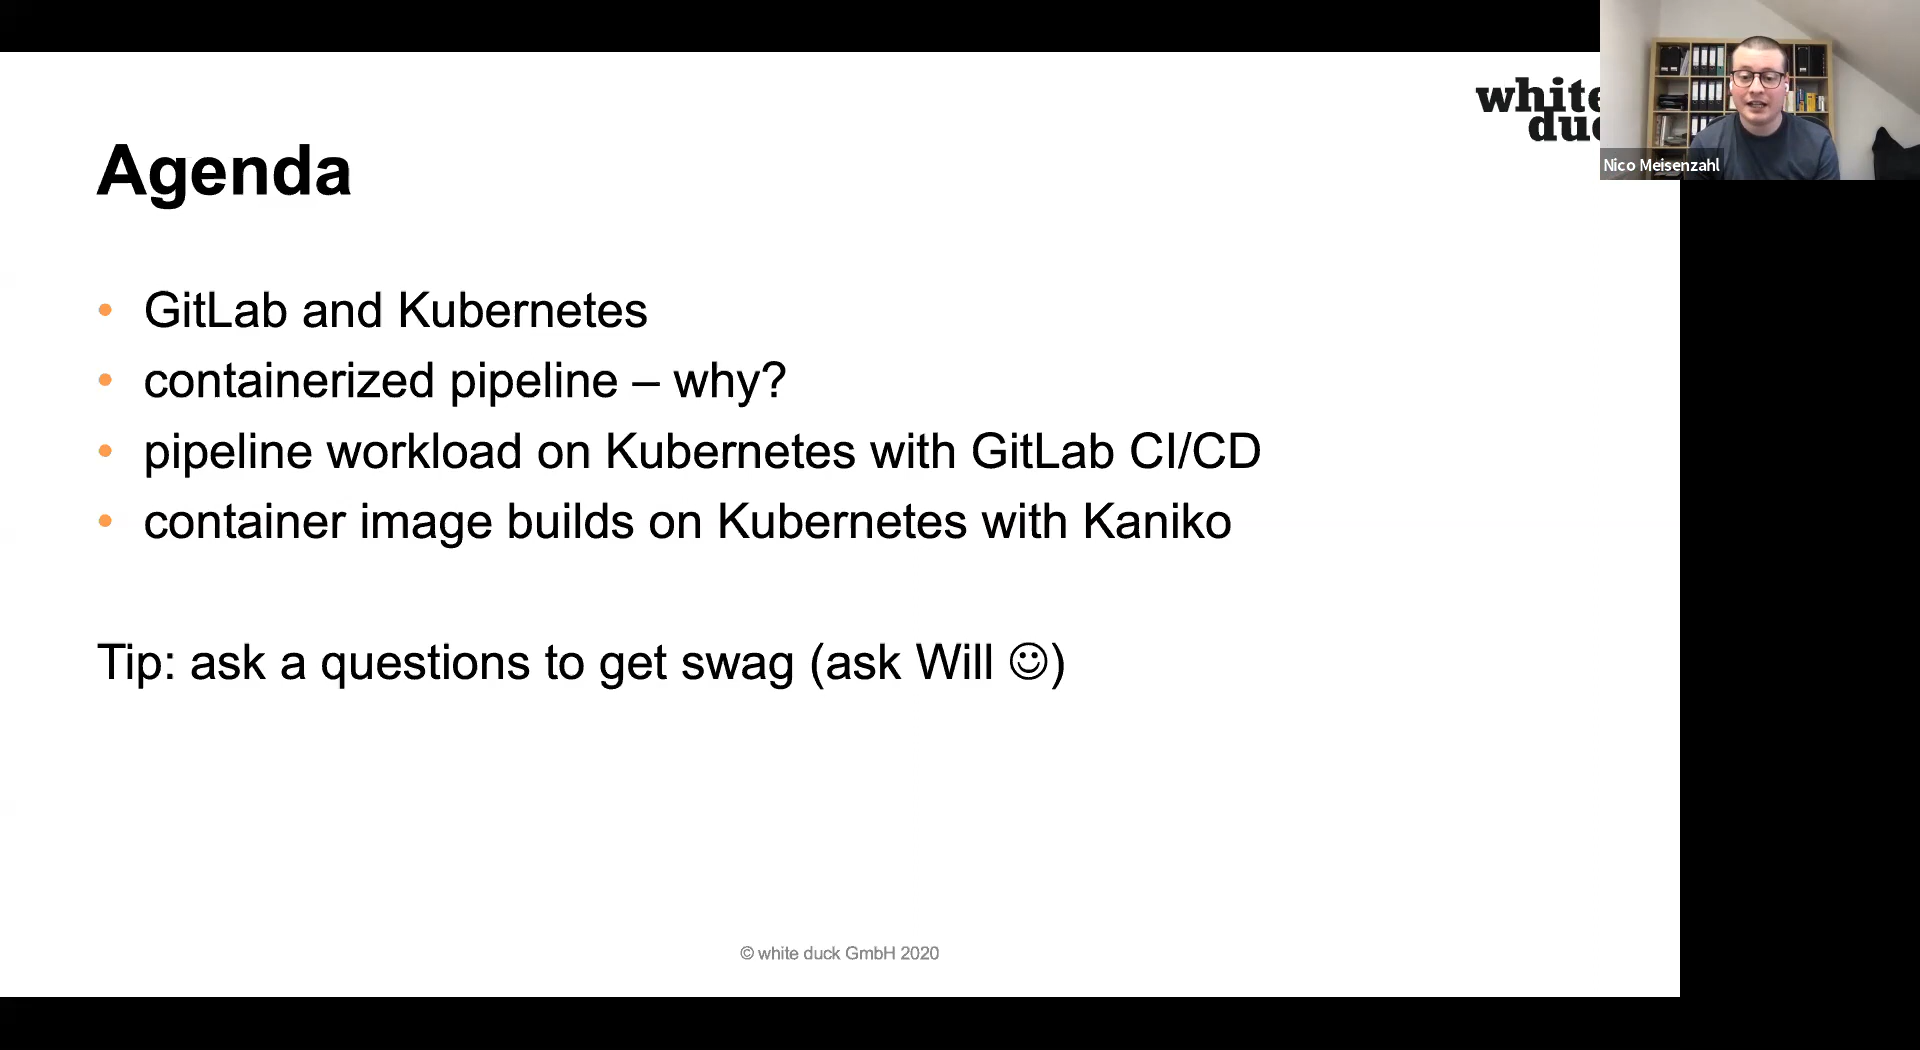 white
Agenda
Nico Meisenzahl
• GitLab and Kubernetes
• containerized pipeline – why?
• pipeline workload on Kubernetes with GitLab CI/CD
• container image builds on Kubernetes with Kaniko
Tip: ask a questions to get swag (ask Will ☺)
© white duck GmbH 2020